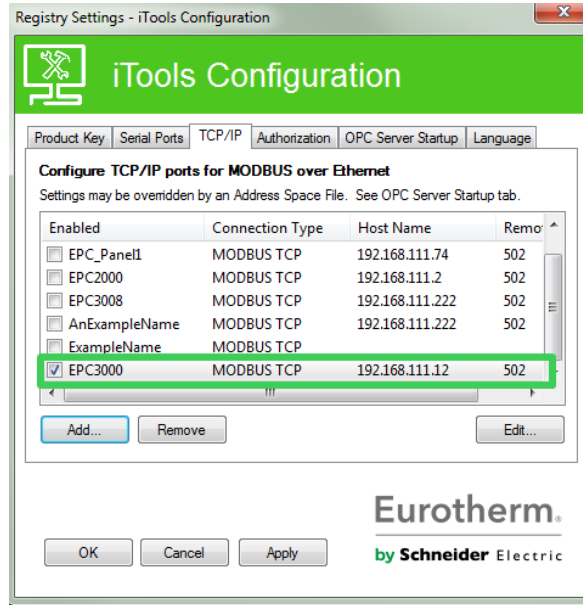 Registry Settings - iTools Configuration
iTools Configuration
Product Key Serial Ports TCP/IP Authorization OPC Server Startup Language
Configure TCP/IP ports for MODBUS over Ethernet
Settings may be overridden by an Address Space File. See OPC Server Startup tab.
Enabled Connection Type Host Name Remo
EPC_Panel1 MODBUS TCP 192.168.111.74 502
EPC2000 MODBUS TCP 192.168.111.2 502
EPC3008 MODBUS TCP 192.168.111.222 502
AnExampleName MODBUS TCP 192.168.111.222 502
ExampleName MODBUS TCP
EPC3000 MODBUS TCP 192.168.111.12 502
Add... Remove Edit...
Eurotherm®
OK Cancel Apply by Schneider Electric